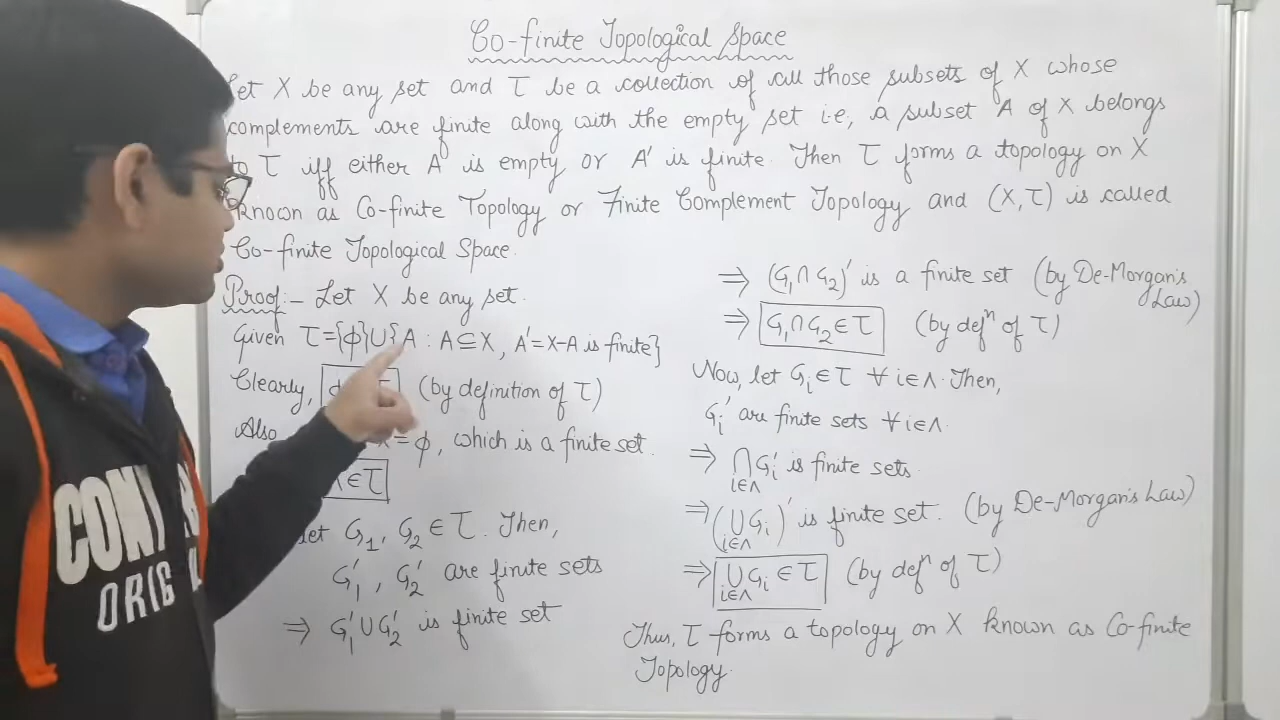 Co-finite Topological Space
Let X be any set and τ be a collection of all those subsets of X whose
complements are finite along with the empty set i.e, a subset A of X belongs
to τ iff either A is empty or A' is finite. Then τ forms a topology on X
known as Co-finite Topology or Finite Complement Topology and (X,τ) is called
Co-finite Topological Space.
Proof:- Let X be any set.
Given τ={φ}∪{A : A⊆X, A'=X-A is finite}
Clearly, (by definition of τ)
Also =φ, which is a finite set.
∈τ
Let G₁, G₂ ∈ τ. Then,
G₁', G₂' are finite sets
⇒ G₁'∪G₂' is finite set
⇒ (G₁∩G₂)' is a finite set (by De-Morgan's
Law)
⇒ G₁∩G₂∈τ (by defⁿ of τ)
Now, let Gᵢ∈τ ∀ i∈Λ. Then,
Gᵢ' are finite sets ∀ i∈Λ.
⇒ ∩Gᵢ' is finite sets.
i∈Λ
⇒ (∪Gᵢ)' is finite set. (by De-Morgan's Law)
i∈Λ
⇒ ∪Gᵢ ∈ τ (by defⁿ of τ)
i∈Λ
Thus, τ forms a topology on X known as Co-finite
Topology.
CON
ORIG